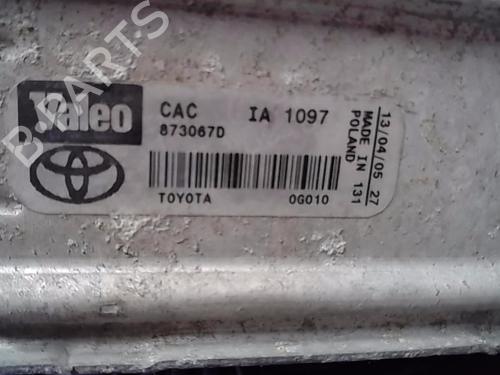 Valeo
CAC IA 1097
873067D
TOYOTA 0G010
13/04/05 27
MADE IN 131
POLAND
B-PARTS